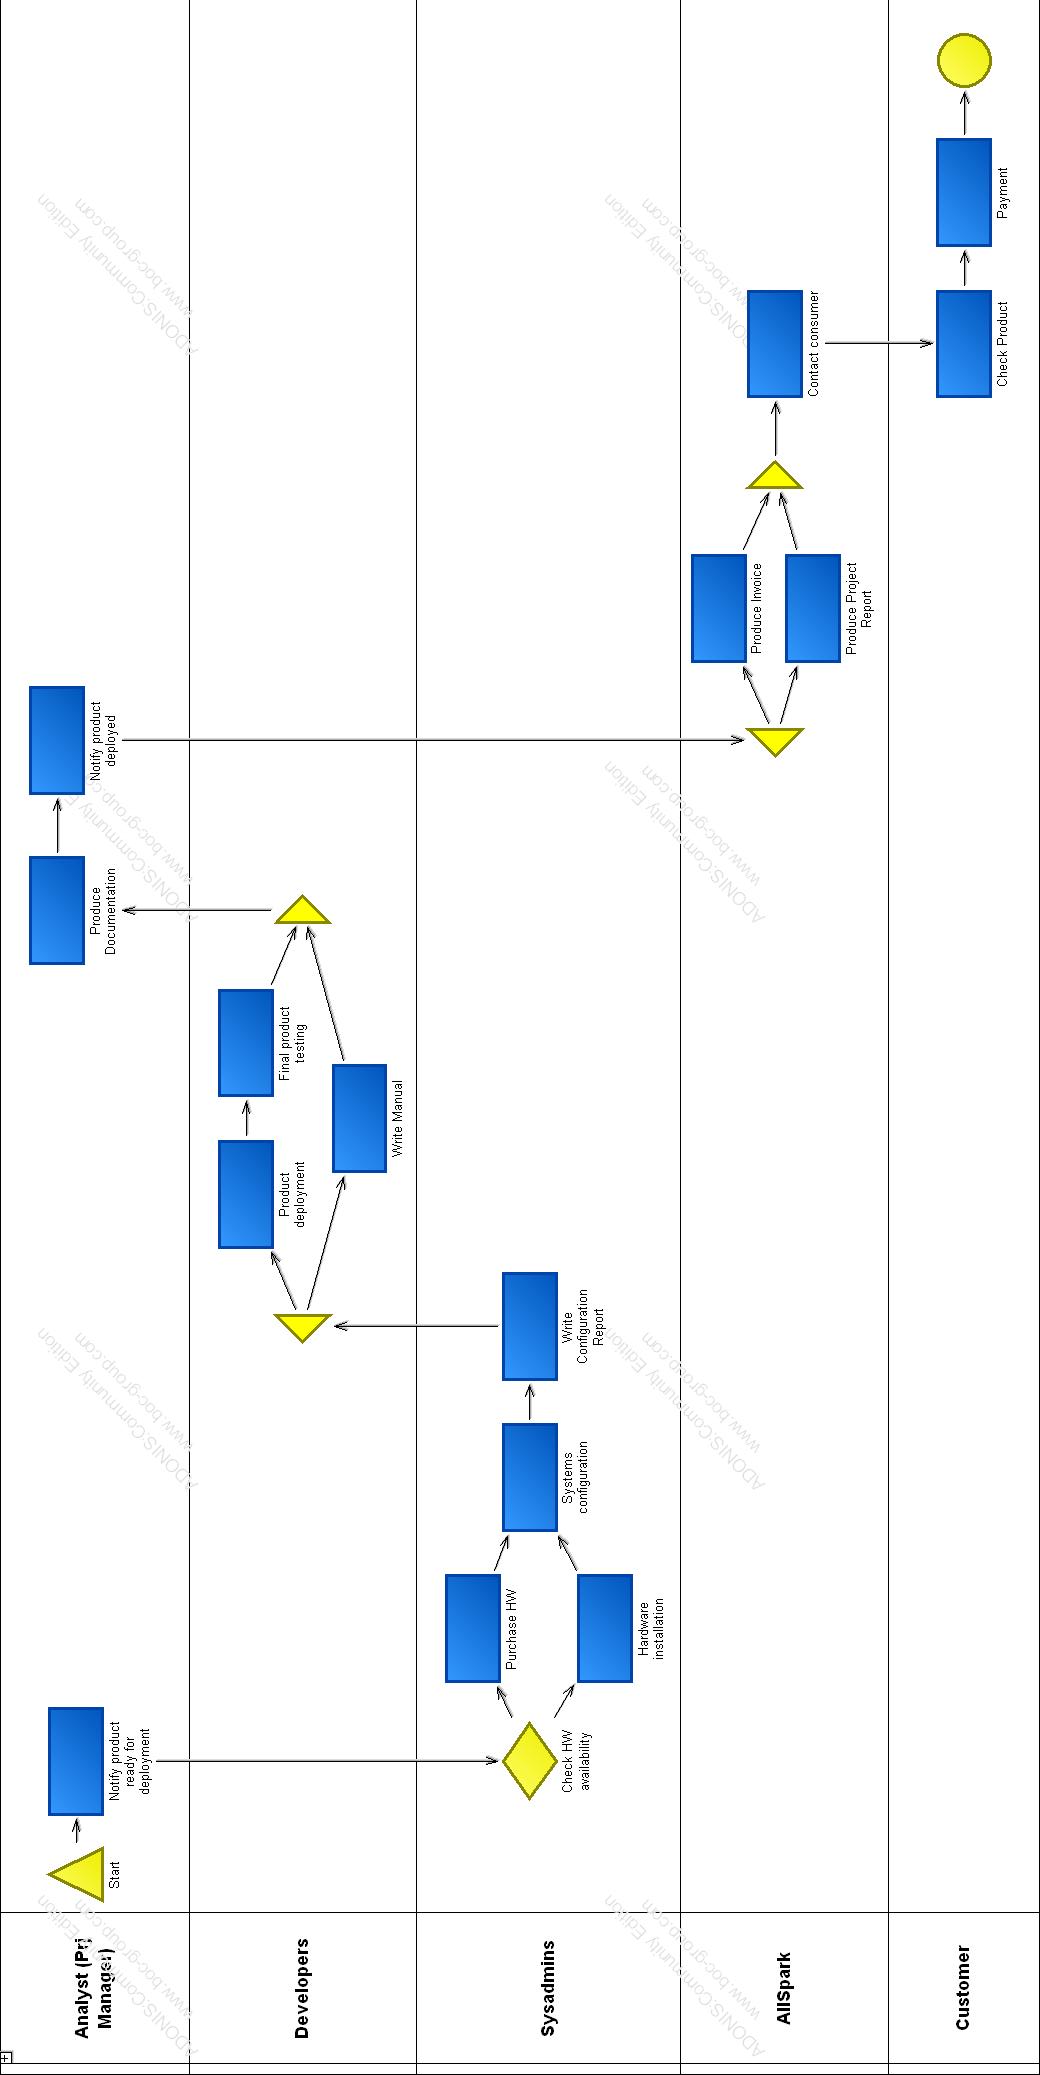 Analyst (Prj
Manager)
Start
Notify product
ready for
deployment
Produce
Documentation
Notify product
deployed
Developers
Product
deployment
Final product
testing
Write Manual
Sysadmins
Check HW
availability
Purchase HW
Hardware
installation
Systems
configuration
Write
Configuration
Report
AllSpark
Produce Invoice
Produce Project
Report
Contact consumer
Customer
Check Product
Payment
ADONIS:Community Edition
www.boc-group.com
ADONIS:Community Edition
www.boc-group.com
ADONIS:Community Edition
www.boc-group.com
ADONIS:Community Edition
www.boc-group.com
ADONIS:Community Edition
www.boc-group.com
ADONIS:Community Edition
www.boc-group.com
ADONIS:Community Edition
www.boc-group.com
ADONIS:Community Edition
www.boc-group.com